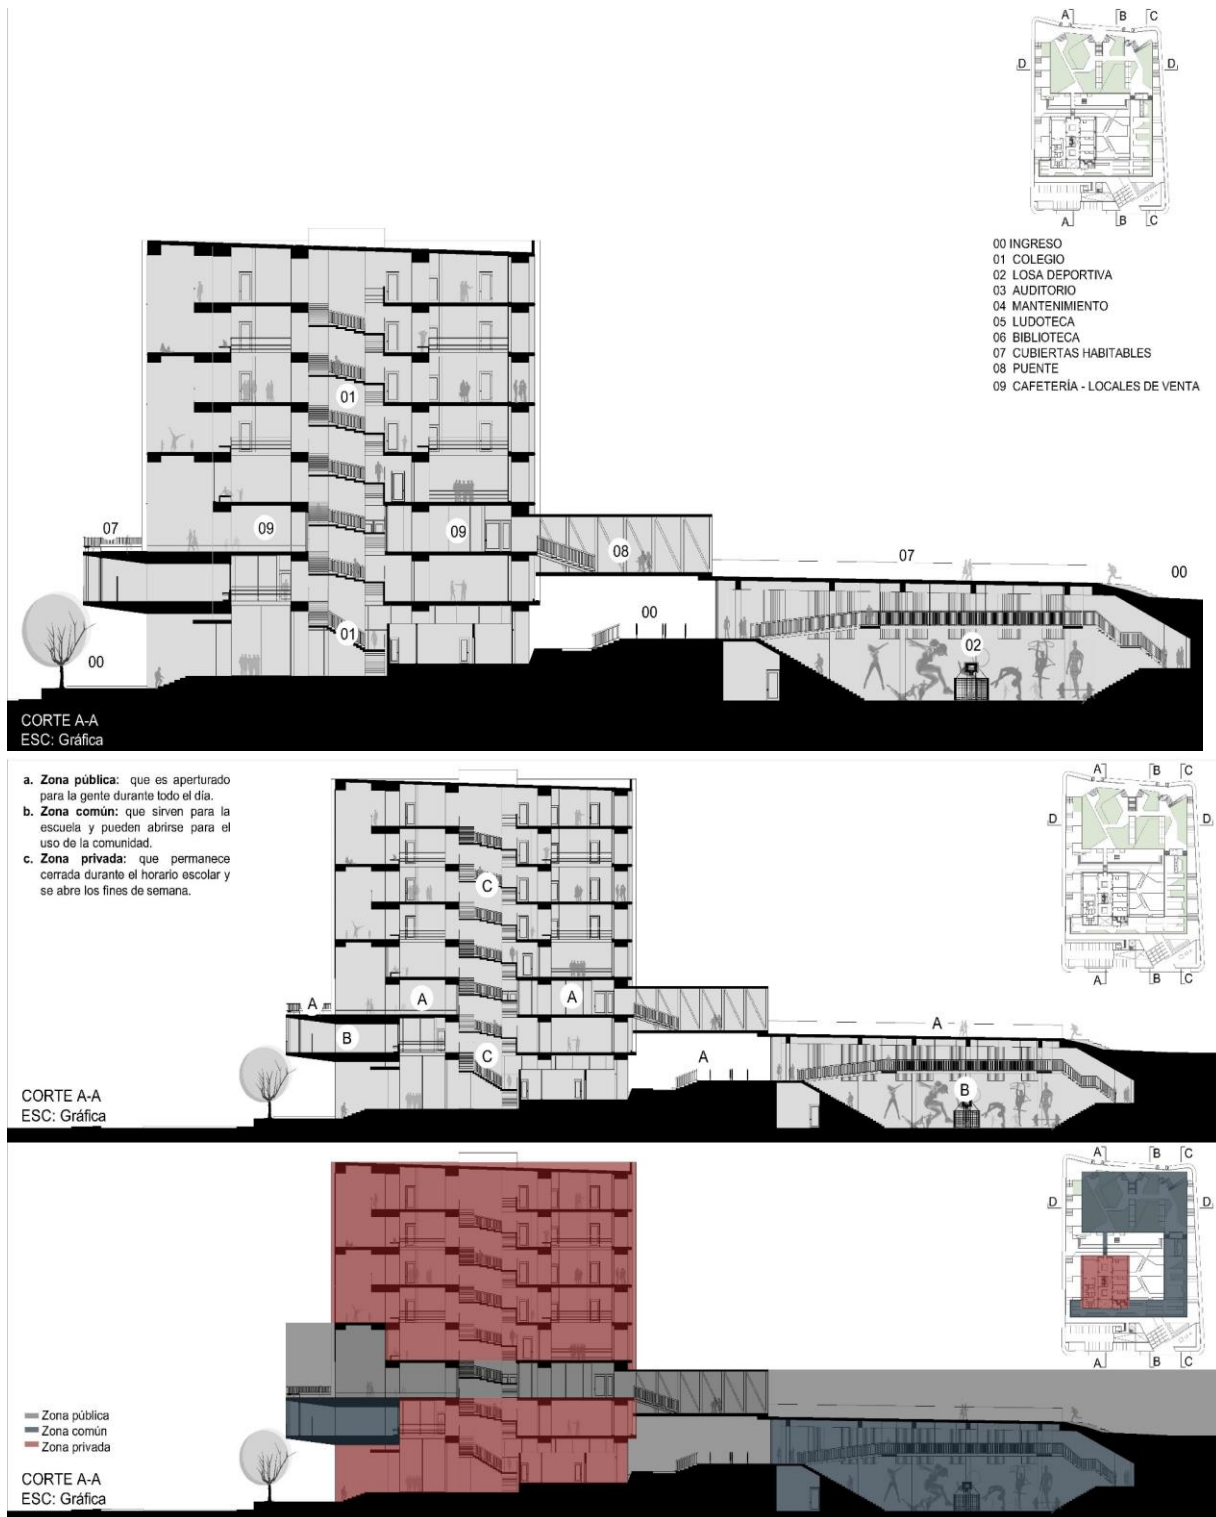 A
B
C
D
D
A
B
C
00 INGRESO
01 COLEGIO
02 LOSA DEPORTIVA
03 AUDITORIO
04 MANTENIMIENTO
05 LUDOTECA
06 BIBLIOTECA
07 CUBIERTAS HABITABLES
08 PUENTE
09 CAFETERÍA - LOCALES DE VENTA
01
07
09
09
08
07
00
00
01
02
00
CORTE A-A
ESC: Gráfica
a. Zona pública: que es aperturado
para la gente durante todo el día.
b. Zona común: que sirven para la
escuela y pueden abrirse para el
uso de la comunidad.
c. Zona privada: que permanece
cerrada durante el horario escolar y
se abre los fines de semana.
A
B
C
D
D
A
B
C
C
A
A
A
B
C
A
A
B
CORTE A-A
ESC: Gráfica
A
B
C
D
D
A
B
C
Zona pública
Zona común
Zona privada
CORTE A-A
ESC: Gráfica